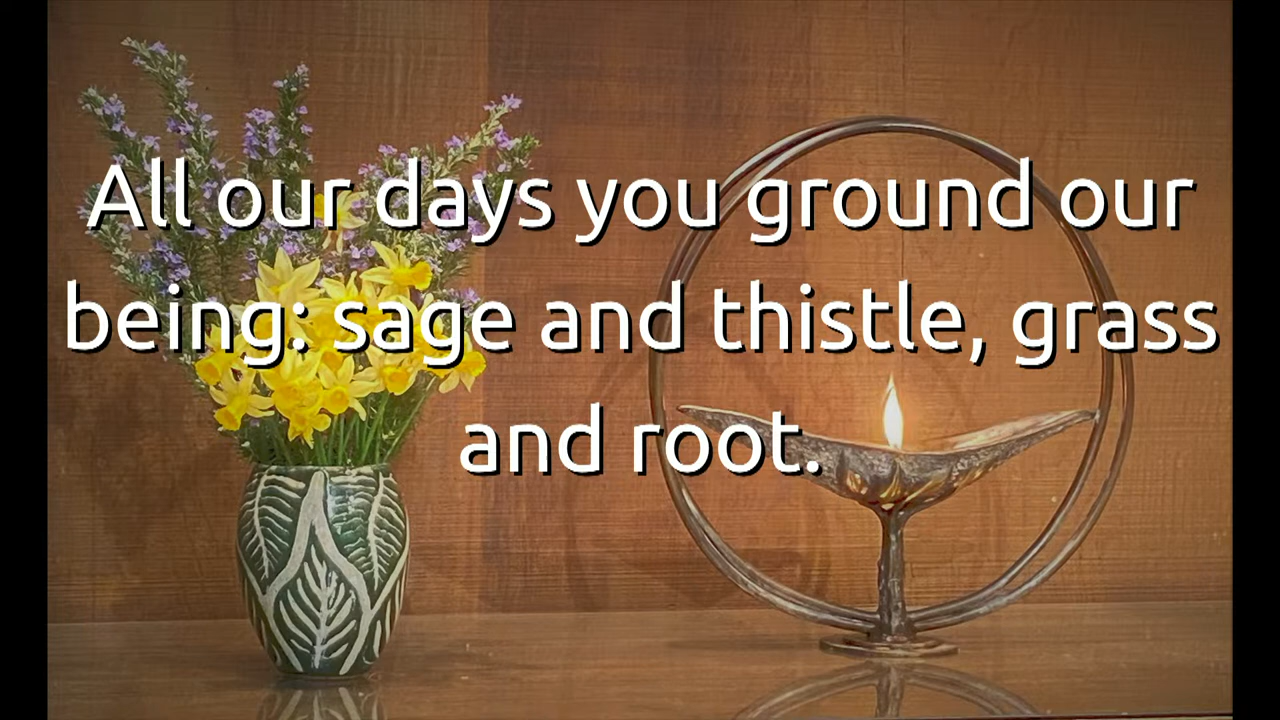 All our days you ground our
being: sage and thistle, grass
and root.